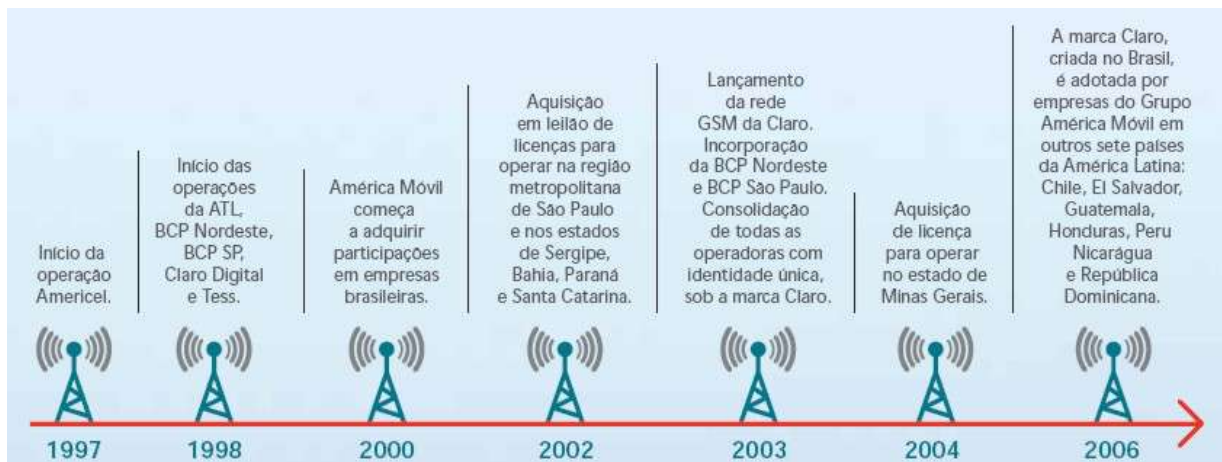 Início da
operação
Americel.
Início das
operações
da ATL,
BCP Nordeste,
BCP SP,
Claro Digital
e Tess.
América Móvil
começa
a adquirir
participações
em empresas
brasileiras.
Aquisição
em leilão de
licenças para
operar na região
metropolitana
de São Paulo
e nos estados
de Sergipe,
Bahia, Paraná
e Santa Catarina.
Lançamento
da rede
GSM da Claro.
Incorporação
da BCP Nordeste
e BCP São Paulo.
Consolidação
de todas as
operadoras com
identidade única,
sob a marca Claro.
Aquisição
de licença
para operar
no estado de
Minas Gerais.
A marca Claro,
criada no Brasil,
é adotada por
empresas do Grupo
América Móvil em
outros sete países
da América Latina:
Chile, El Salvador,
Guatemala,
Honduras, Peru
Nicarágua
e República
Dominicana.
1997
1998
2000
2002
2003
2004
2006